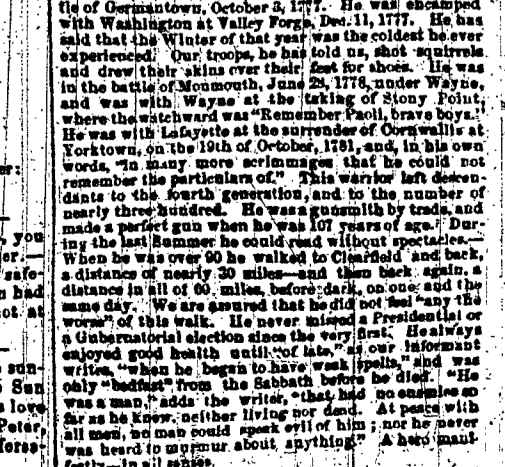 tle of Germantown, October 3, 1777. He was encamped
with Washington at Valley Forge, Dec. 11, 1777. He has
said that the Winter of that year was the coldest he ever
experienced. Our troops, he has told us, shot squirrels
and drew their skins over their feet for shoes. He was
in the battle of Monmouth, June 28, 1778, under Wayne,
and was with Wayne at the taking of Stony Point,
where the watchward was "Remember Paoli, brave boys."
He was with Lafayette at the surrender of Cornwallis at
Yorktown, on the 19th of October, 1781, and, in his own
words, "in many more scrimmages that he could not
remember the particulars of." This warrior left descen-
dants to the fourth generation, and to the number of
nearly three hundred. He was a gunsmith by trade, and
made a perfect gun when he was 107 years of age. Dur-
ing the last Summer he could read without spectacles.—
When he was over 90 he walked to Clearfield and back,
a distance of nearly 30 miles—and then back again, a
distance in all of 60 miles, before dark, on one and the
same day. We are assured that he did not feel "any the
worse" of this walk. He never missed a Presidential or
a Gubernatorial election since the very first. He always
enjoyed good health until "of late," as our informant
writes, "when he began to have weak spells," and was
only "bedfast" from the Sabbath before he died. "He
was a man," adds the writer, "that had no enemies so
far as he knew, neither living nor dead. At peace with
all men, no man could speak evil of him; nor he never
was heard to murmur about anything." A hero mani-
festly—in all senses.
er:
, you
er.—
safe-
n had
ot at
sun-
Sun
love
Peter,
fores-